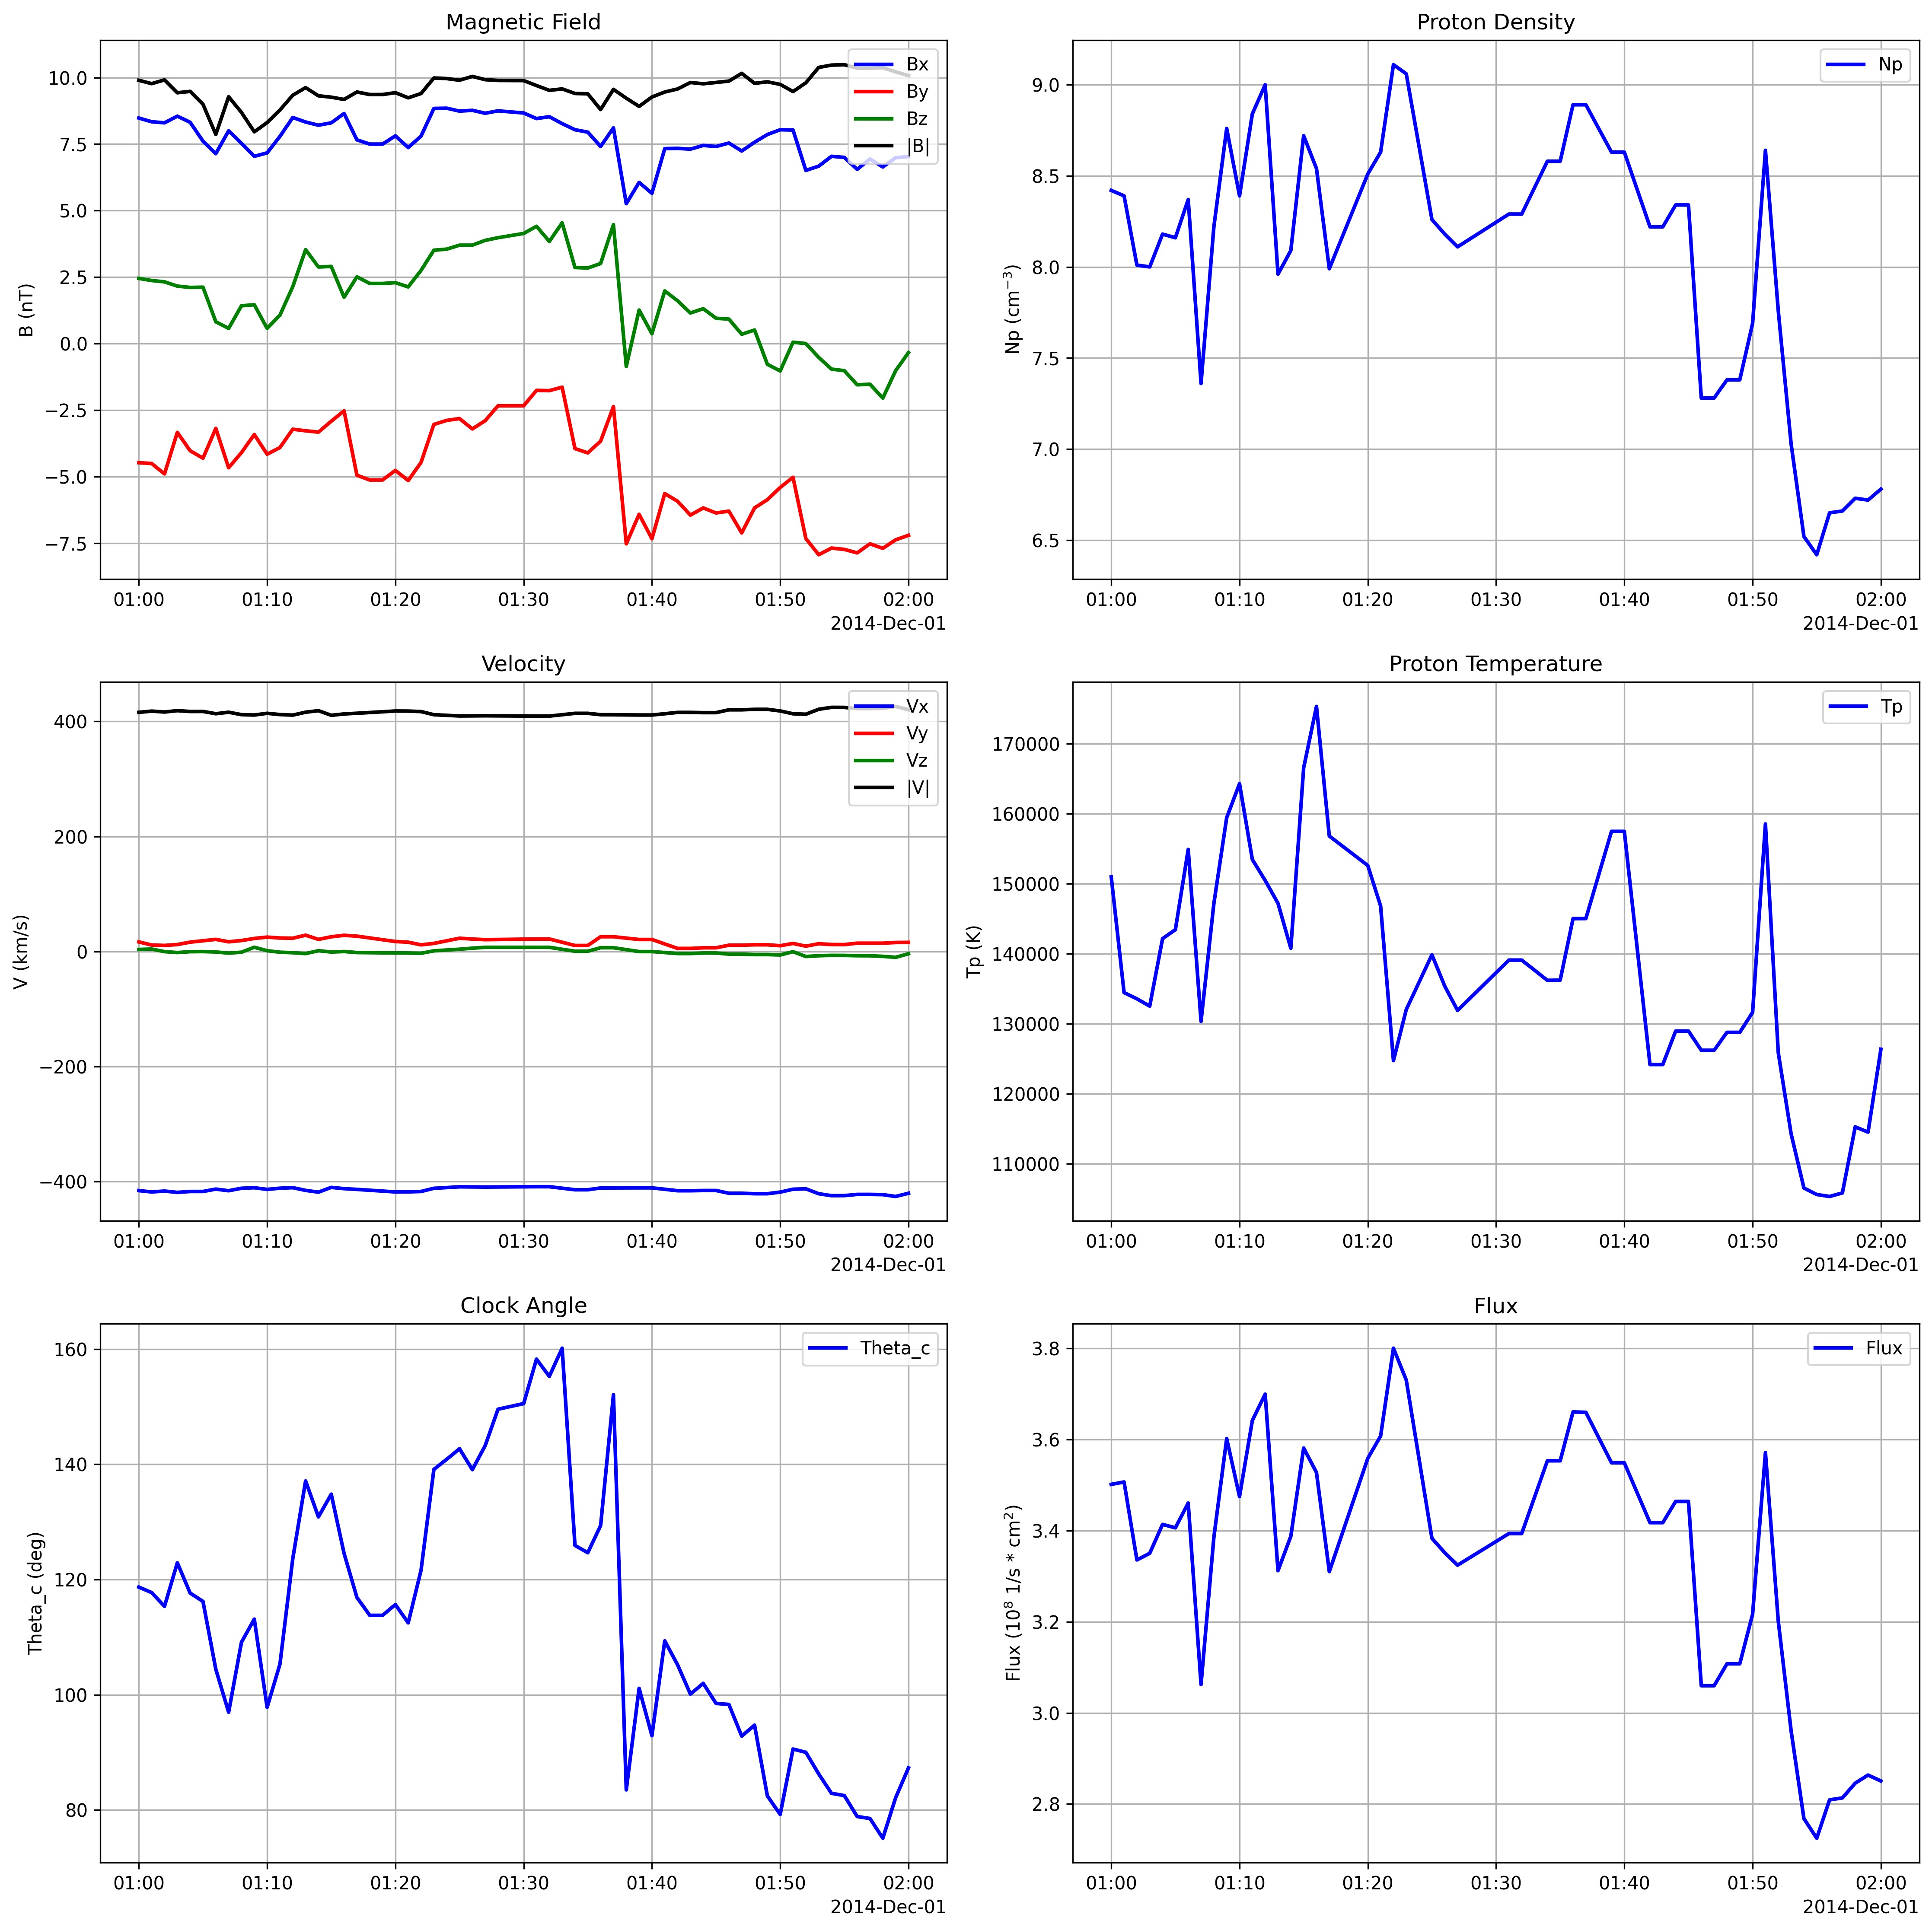 Magnetic Field
B (nT)
10.0
7.5
5.0
2.5
0.0
−2.5
−5.0
−7.5
Bx
By
Bz
|B|
01:00 01:10 01:20 01:30 01:40 01:50 02:00
2014-Dec-01
Proton Density
Np (cm⁻³)
9.0
8.5
8.0
7.5
7.0
6.5
Np
01:00 01:10 01:20 01:30 01:40 01:50 02:00
2014-Dec-01
Velocity
V (km/s)
400
200
0
−200
−400
Vx
Vy
Vz
|V|
01:00 01:10 01:20 01:30 01:40 01:50 02:00
2014-Dec-01
Proton Temperature
Tp (K)
170000
160000
150000
140000
130000
120000
110000
Tp
01:00 01:10 01:20 01:30 01:40 01:50 02:00
2014-Dec-01
Clock Angle
Theta_c (deg)
160
140
120
100
80
Theta_c
01:00 01:10 01:20 01:30 01:40 01:50 02:00
2014-Dec-01
Flux
Flux (10⁸ 1/s * cm²)
3.8
3.6
3.4
3.2
3.0
2.8
Flux
01:00 01:10 01:20 01:30 01:40 01:50 02:00
2014-Dec-01